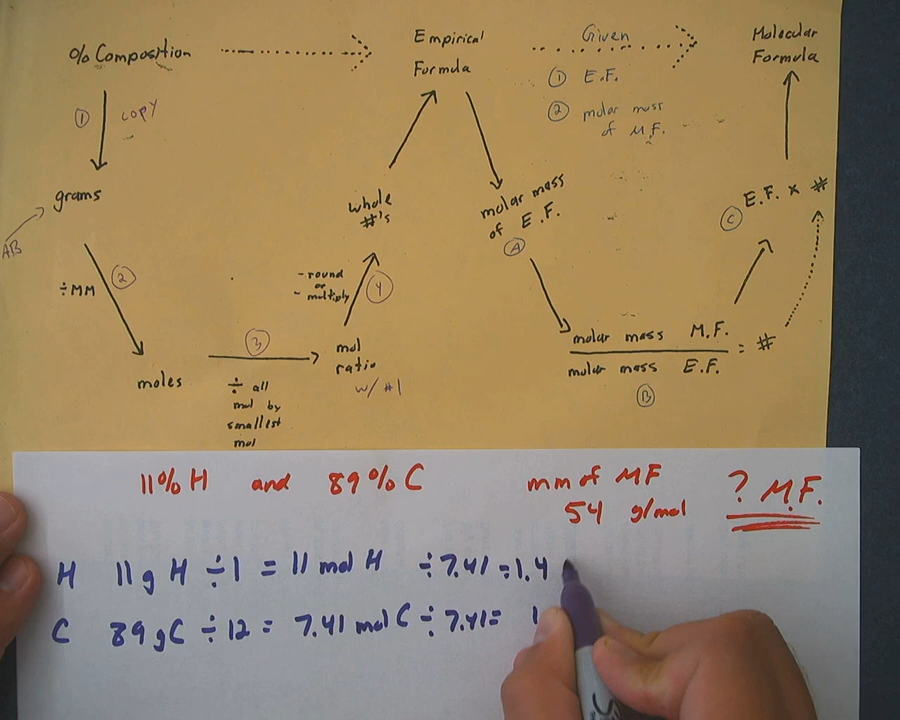 % Composition
Empirical
Formula
Given
① E.F.
② molar mass
of M.F.
Molecular
Formula
① copy
grams
AB
② ÷MM
moles
③
÷ all
mol by
smallest
mol
mol
ratio
w/ #1
④
- round
or
- multiply
whole
#'s
molar mass
of E.F.
Ⓐ
molar mass M.F.
molar mass E.F.
= #
Ⓑ
Ⓒ
E.F. x #
11% H and 89% C
mm of MF
54 g/mol
? M.F.
H 11g H ÷1 = 11 mol H ÷7.41 = 1.4
C 89 gC ÷12 = 7.41 mol C ÷ 7.41= 1